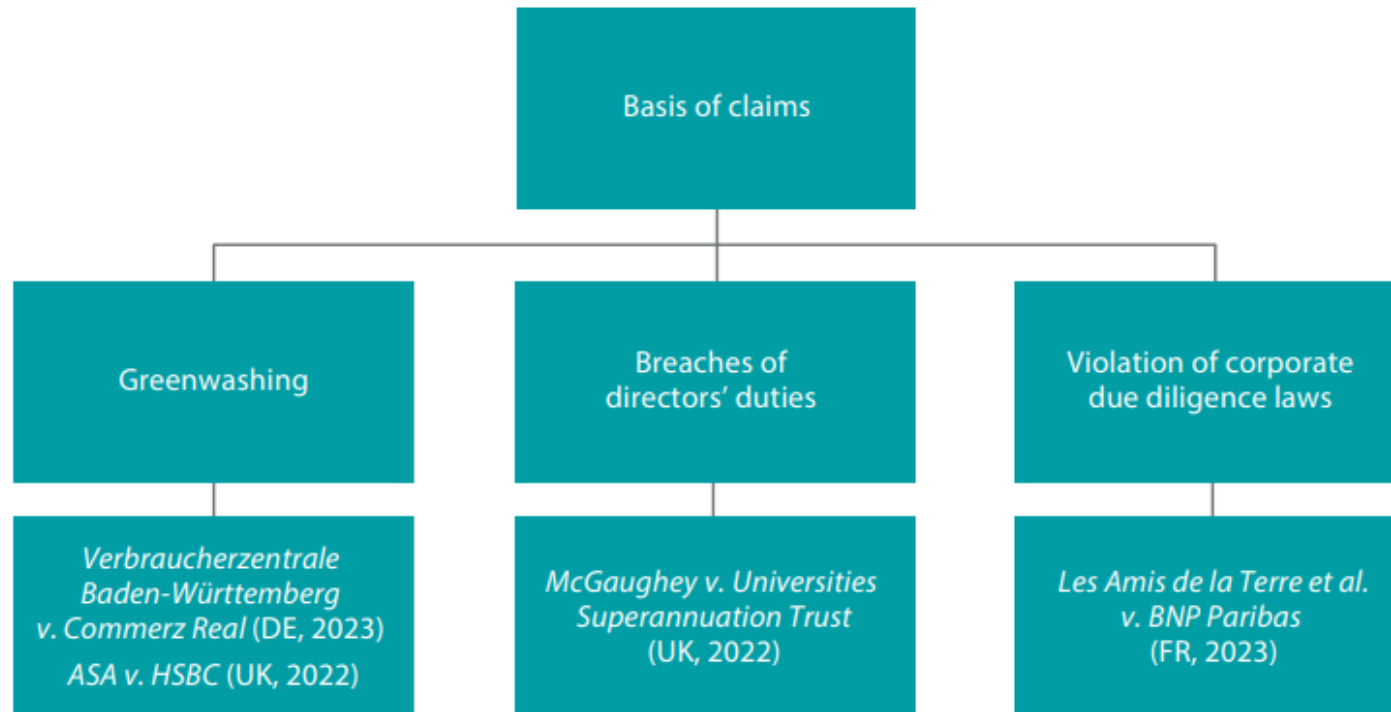 Basis of claims
Greenwashing
Breaches of
directors’ duties
Violation of corporate
due diligence laws
Verbraucherzentrale
Baden-Württemberg
v. Commerz Real (DE, 2023)
ASA v. HSBC (UK, 2022)
McGaughey v. Universities
Superannuation Trust
(UK, 2022)
Les Amis de la Terre et al.
v. BNP Paribas
(FR, 2023)